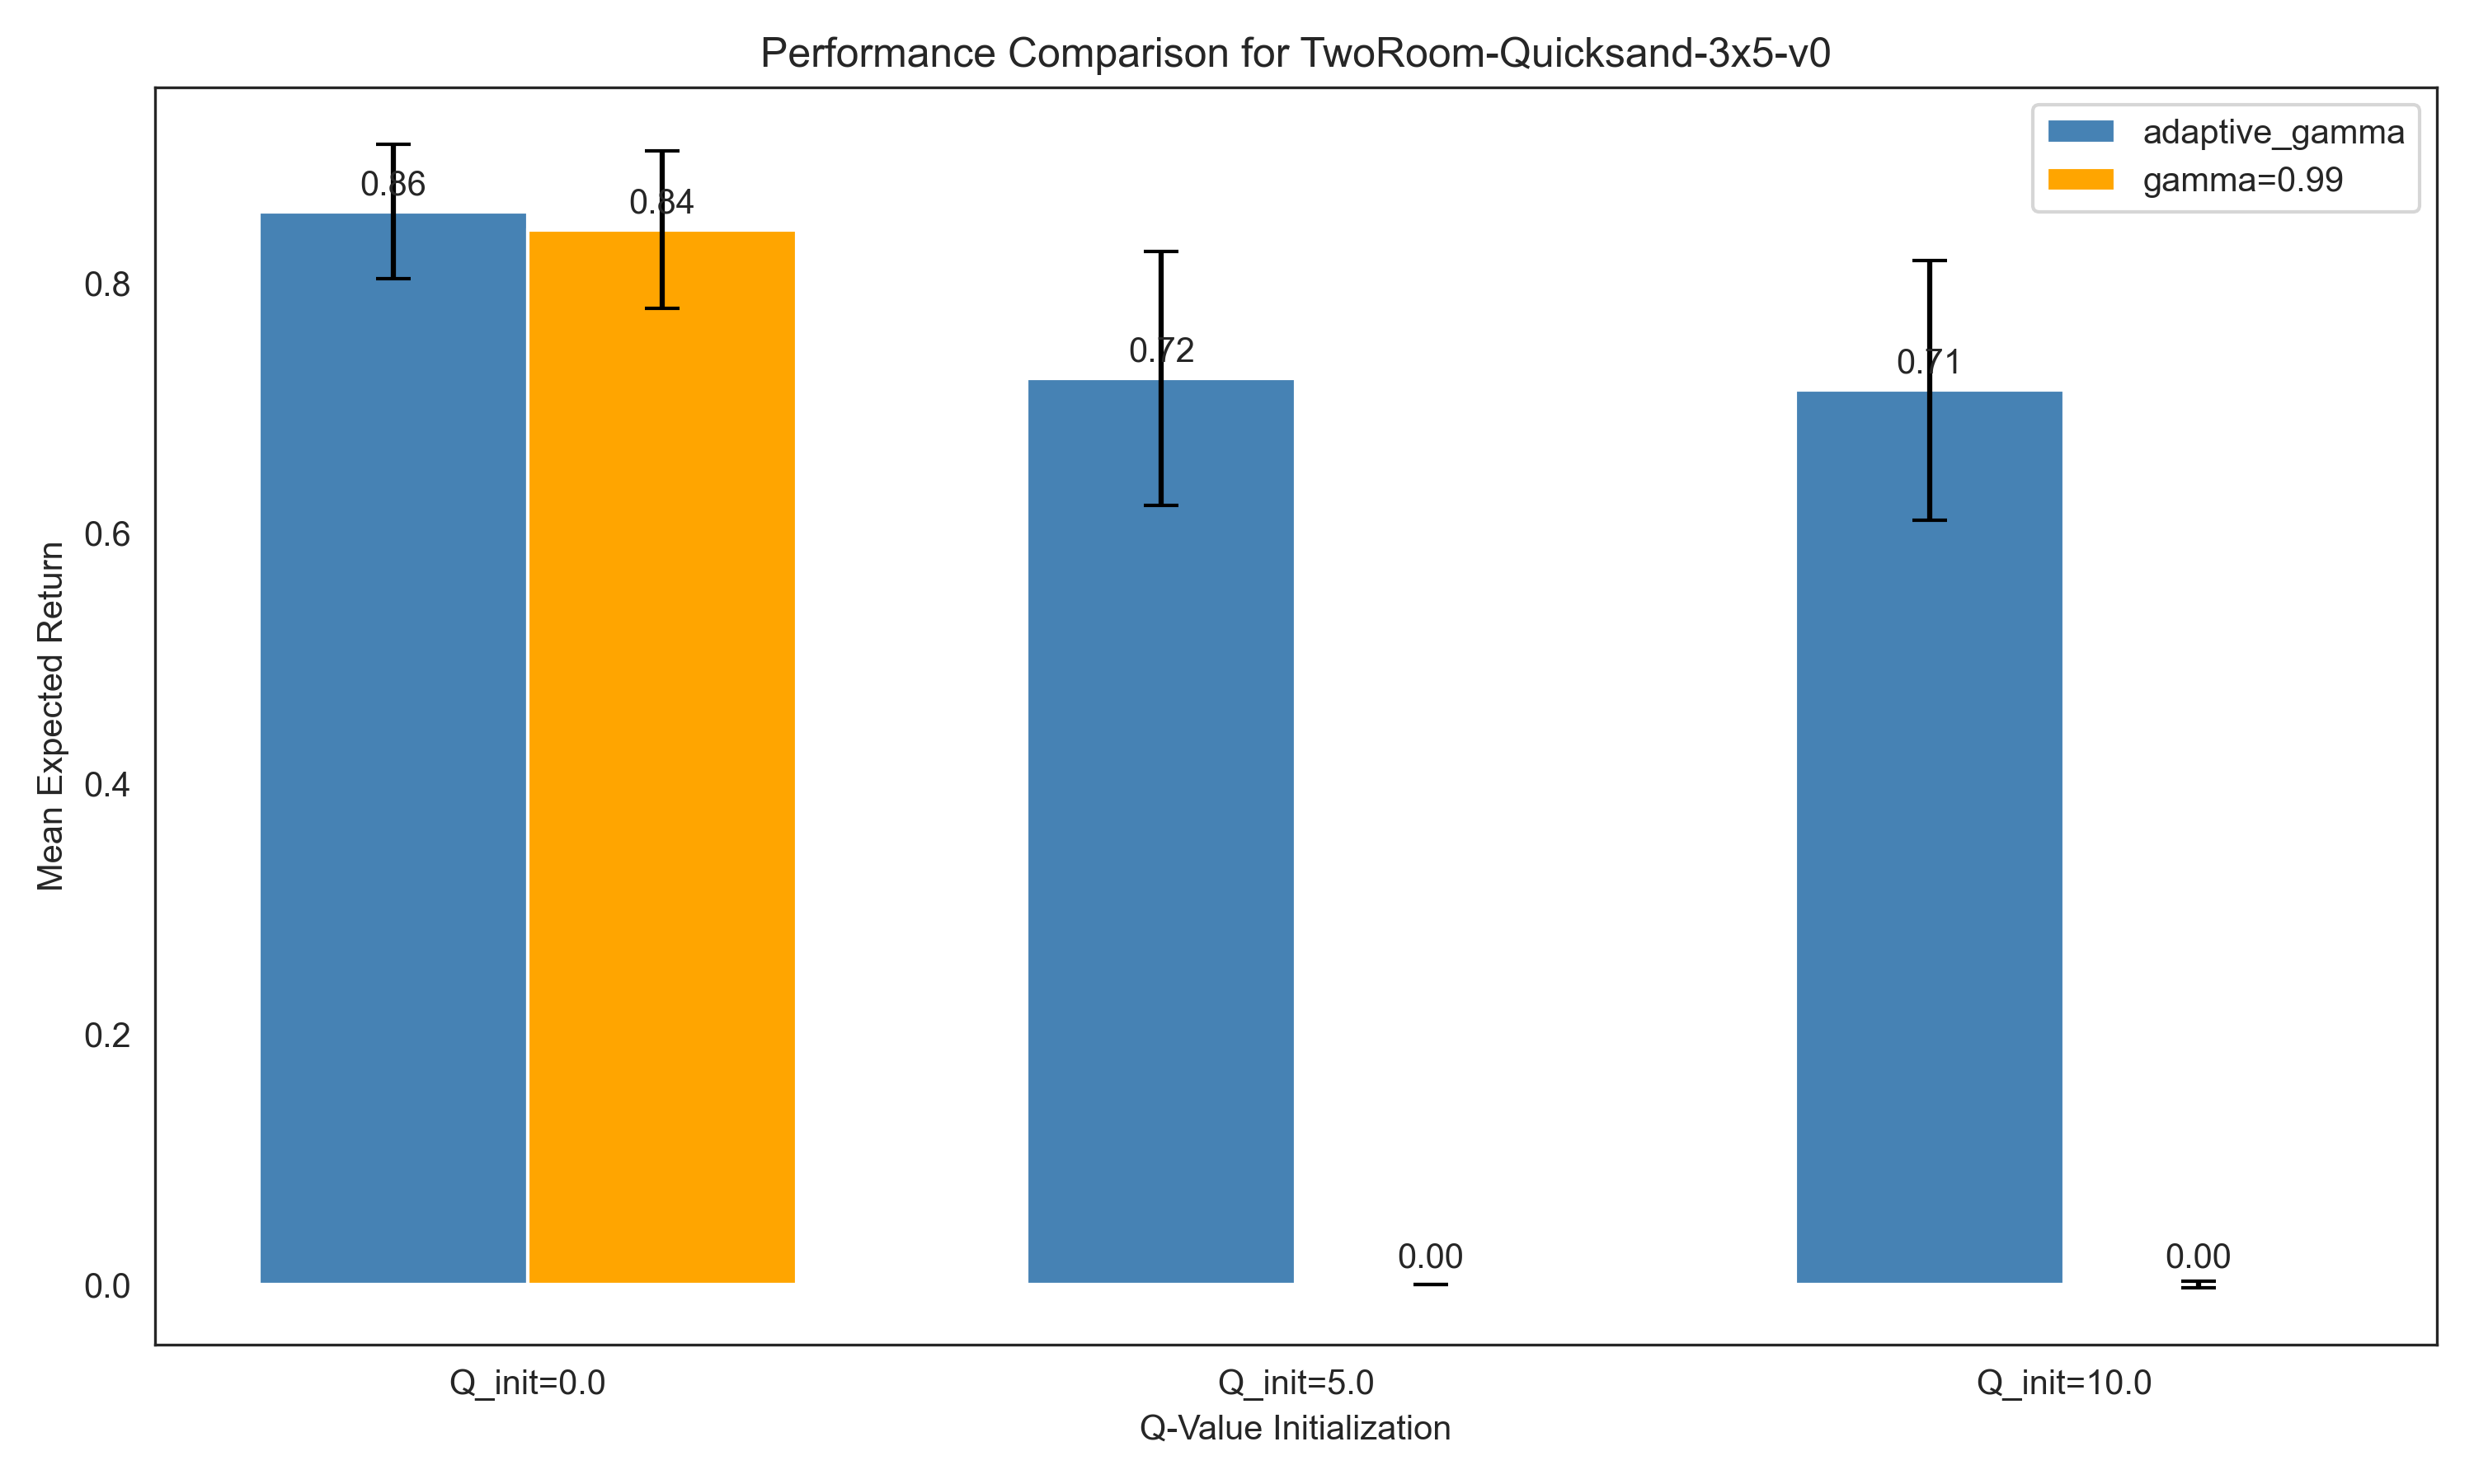 Performance Comparison for TwoRoom-Quicksand-3x5-v0
adaptive_gamma
gamma=0.99
0.86
0.84
0.72
0.71
0.00
0.00
Mean Expected Return
0.8
0.6
0.4
0.2
0.0
Q_init=0.0
Q_init=5.0
Q_init=10.0
Q-Value Initialization